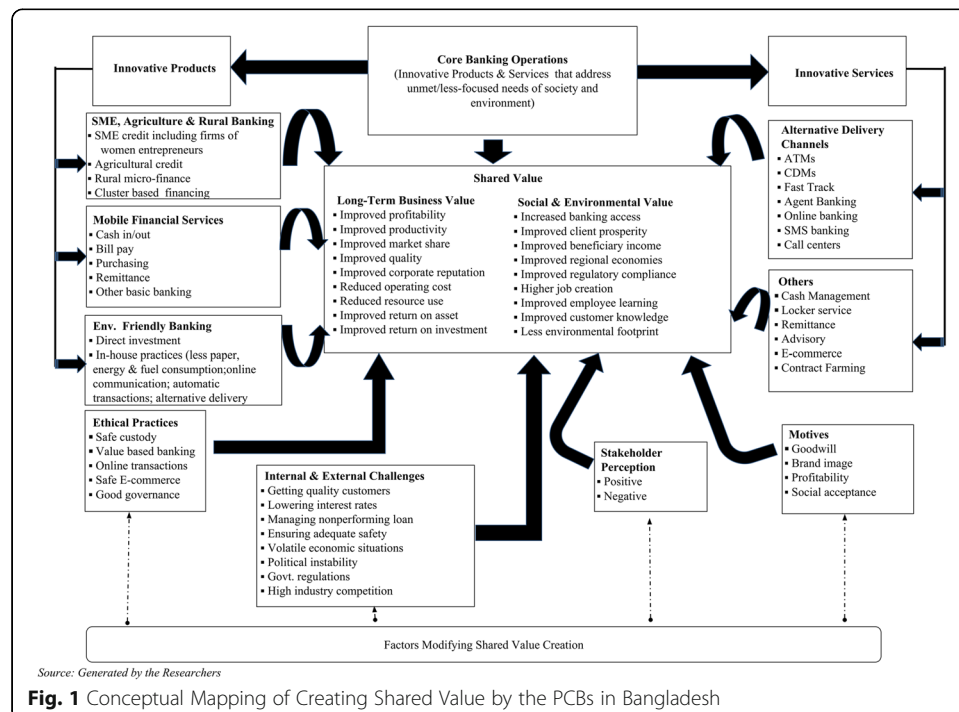 Core Banking Operations
(Innovative Products & Services that address
unmet/less-focused needs of society and
environment)
Innovative Products
Innovative Services
SME, Agriculture & Rural Banking
▪ SME credit including firms of
women entrepreneurs
▪ Agricultural credit
▪ Rural micro-finance
▪ Cluster based financing
Mobile Financial Services
▪ Cash in/out
▪ Bill pay
▪ Purchasing
▪ Remittance
▪ Other basic banking
Env. Friendly Banking
▪ Direct investment
▪ In-house practices (less paper,
energy & fuel consumption;online
communication; automatic
transactions; alternative delivery
Shared Value
Long-Term Business Value
▪ Improved profitability
▪ Improved productivity
▪ Improved market share
▪ Improved quality
▪ Improved corporate reputation
▪ Reduced operating cost
▪ Reduced resource use
▪ Improved return on asset
▪ Improved return on investment
Social & Environmental Value
▪ Increased banking access
▪ Improved client prosperity
▪ Improved beneficiary income
▪ Improved regional economies
▪ Improved regulatory compliance
▪ Higher job creation
▪ Improved employee learning
▪ Improved customer knowledge
▪ Less environmental footprint
Alternative Delivery
Channels
▪ ATMs
▪ CDMs
▪ Fast Track
▪ Agent Banking
▪ Online banking
▪ SMS banking
▪ Call centers
Others
▪ Cash Management
▪ Locker service
▪ Remittance
▪ Advisory
▪ E-commerce
▪ Contract Farming
Ethical Practices
▪ Safe custody
▪ Value based banking
▪ Online transactions
▪ Safe E-commerce
▪ Good governance
Internal & External Challenges
▪ Getting quality customers
▪ Lowering interest rates
▪ Managing nonperforming loan
▪ Ensuring adequate safety
▪ Volatile economic situations
▪ Political instability
▪ Govt. regulations
▪ High industry competition
Stakeholder
Perception
▪ Positive
▪ Negative
Motives
▪ Goodwill
▪ Brand image
▪ Profitability
▪ Social acceptance
Factors Modifying Shared Value Creation
Source: Generated by the Researchers
Fig. 1 Conceptual Mapping of Creating Shared Value by the PCBs in Bangladesh